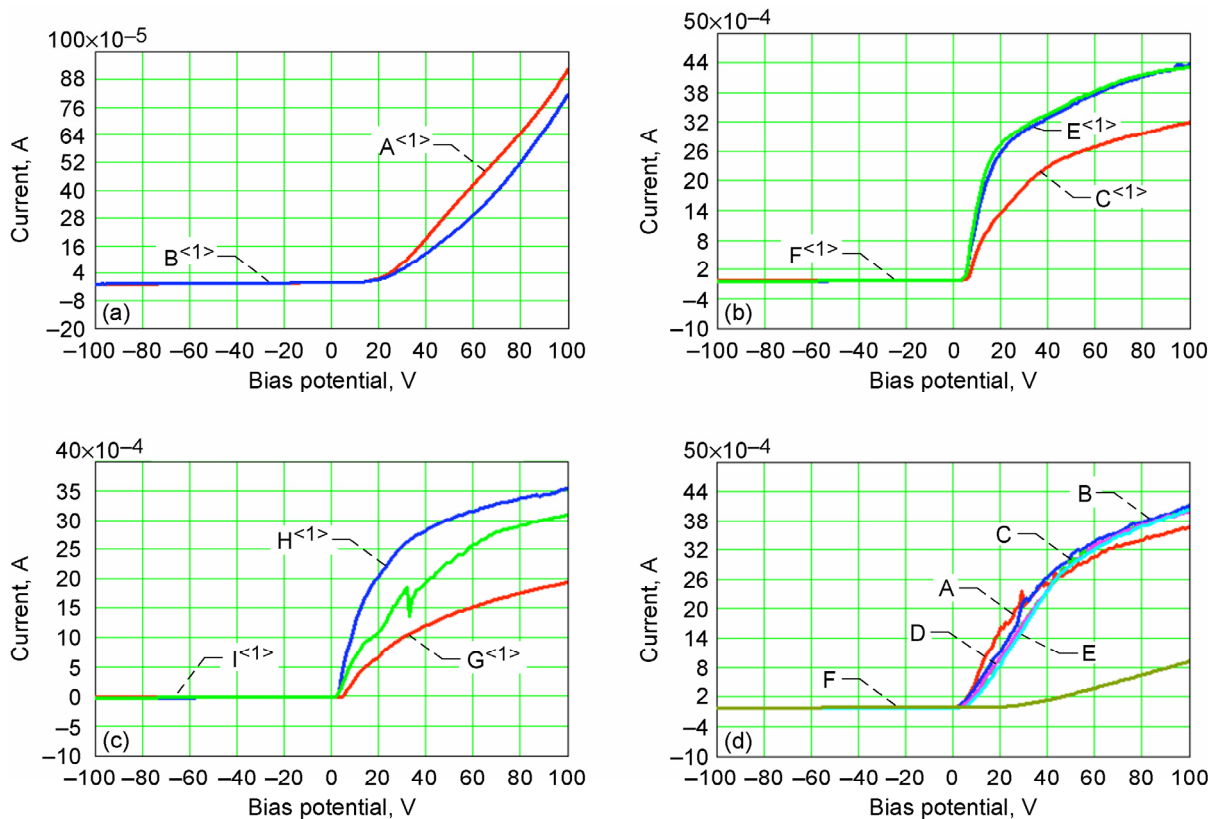 100×10–5
88
76
64
52
40
28
16
4
–8
–20
Current, A
A<1>
B<1>
(a)
–100 –80 –60 –40 –20 0 20 40 60 80 100
Bias potential, V
50×10–4
44
38
32
26
20
14
8
2
–4
–10
Current, A
E<1>
C<1>
F<1>
(b)
–100 –80 –60 –40 –20 0 20 40 60 80 100
Bias potential, V
40×10–4
35
30
25
20
15
10
5
0
–5
–10
Current, A
H<1>
I<1>
G<1>
(c)
–100 –80 –60 –40 –20 0 20 40 60 80 100
Bias potential, V
50×10–4
44
38
32
26
20
14
8
2
–4
–10
Current, A
B
C
A
D
E
F
(d)
–100 –80 –60 –40 –20 0 20 40 60 80 100
Bias potential, V